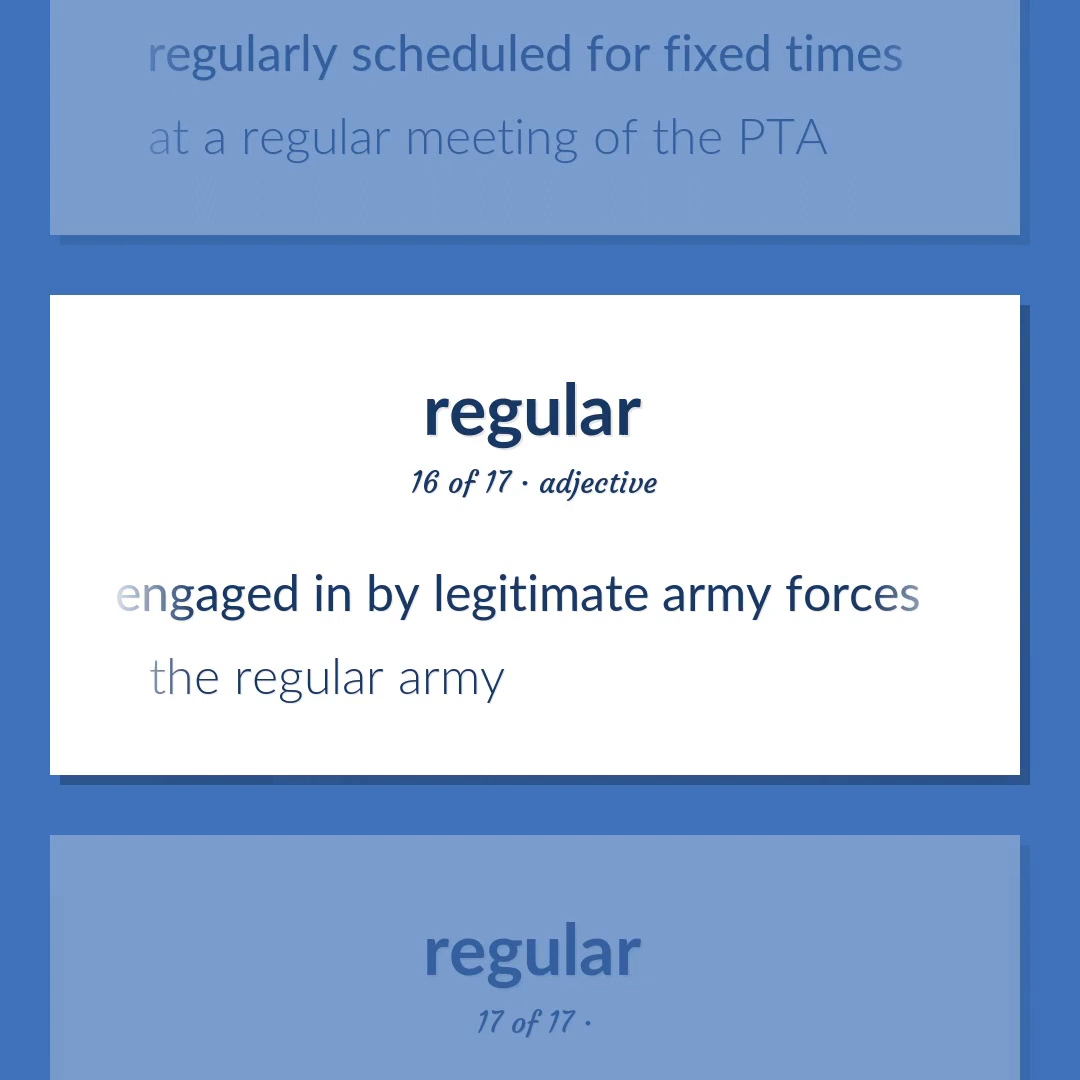 regularly scheduled for fixed times
at a regular meeting of the PTA
regular
16 of 17 · adjective
engaged in by legitimate army forces
the regular army
regular
17 of 17 ·